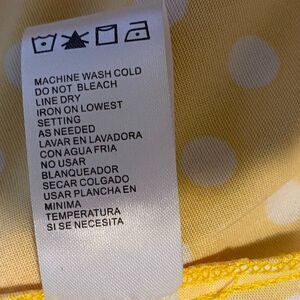 MACHINE WASH COLD
DO NOT BLEACH
LINE DRY
IRON ON LOWEST
SETTING
AS NEEDED
LAVAR EN LAVADORA
CON AGUA FRIA
NO USAR
BLANQUEADOR
SECAR COLGADO
USAR PLANCHA EN
MINIMA
TEMPERATURA
SI SE NECESITA